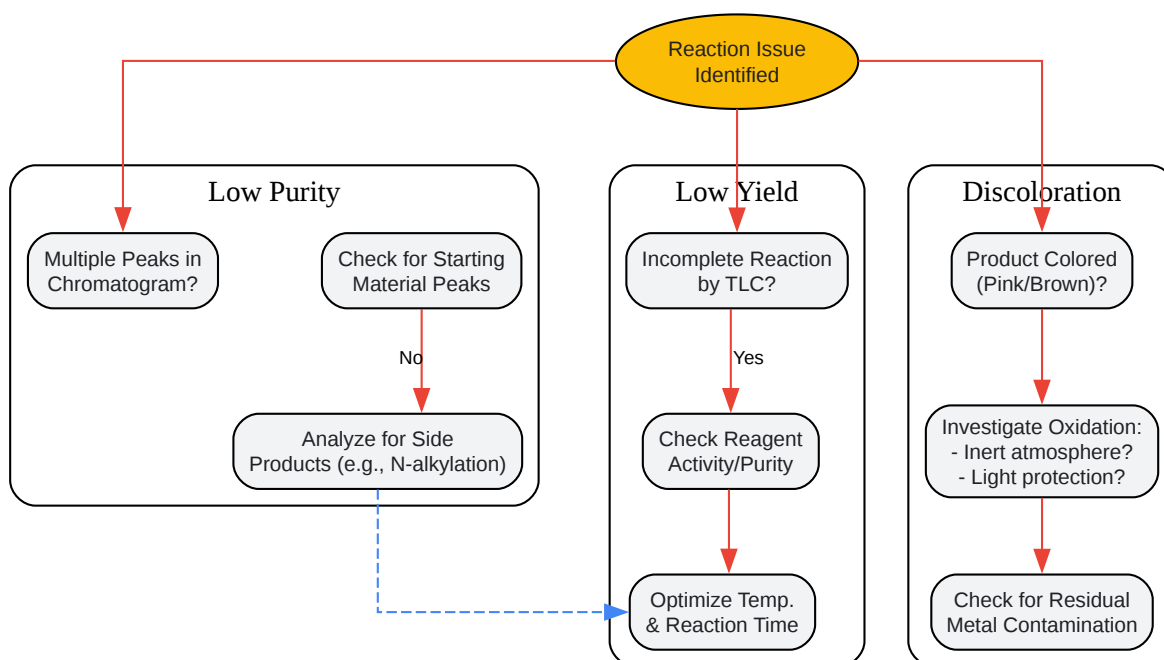 Reaction Issue
Identified
Low Purity
Low Yield
Discoloration
Multiple Peaks in
Chromatogram?
Check for Starting
Material Peaks
Incomplete Reaction
by TLC?
Product Colored
(Pink/Brown)?
No
Yes
Analyze for Side
Products (e.g., N-alkylation)
Check Reagent
Activity/Purity
Investigate Oxidation:
- Inert atmosphere?
- Light protection?
Optimize Temp.
& Reaction Time
Check for Residual
Metal Contamination